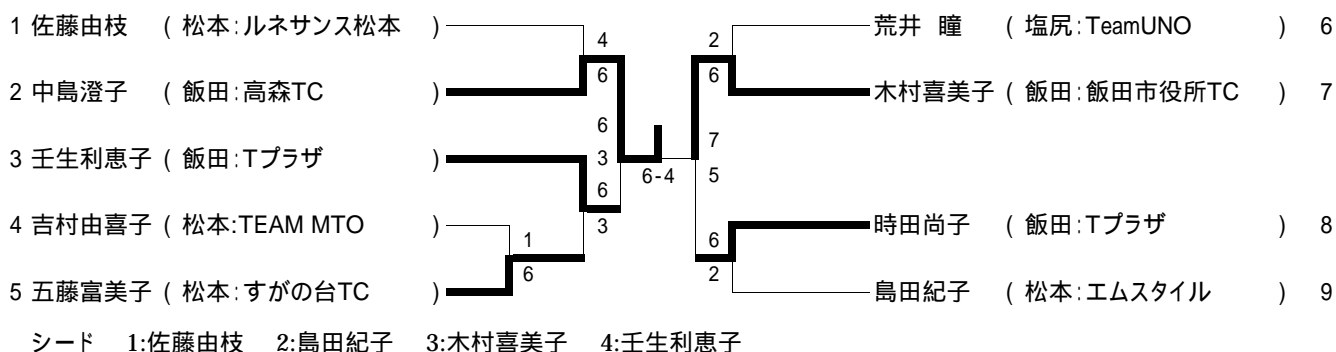 1 佐藤由枝 ( 松本:ルネサンス松本 )
4
2
荒井 瞳 ( 塩尻:TeamUNO ) 6
6
6
2 中島澄子 ( 飯田:高森TC )
木村喜美子 ( 飯田:飯田市役所TC ) 7
6
7
3 壬生利恵子 ( 飯田:Tプラザ )
3
6-4
5
6
4 吉村由喜子 ( 松本:TEAM MTO )
3
時田尚子 ( 飯田:Tプラザ ) 8
1
6
6
2
5 五藤富美子 ( 松本:すがの台TC )
島田紀子 ( 松本:エムスタイル ) 9
シード 1:佐藤由枝 2:島田紀子 3:木村喜美子 4:壬生利恵子